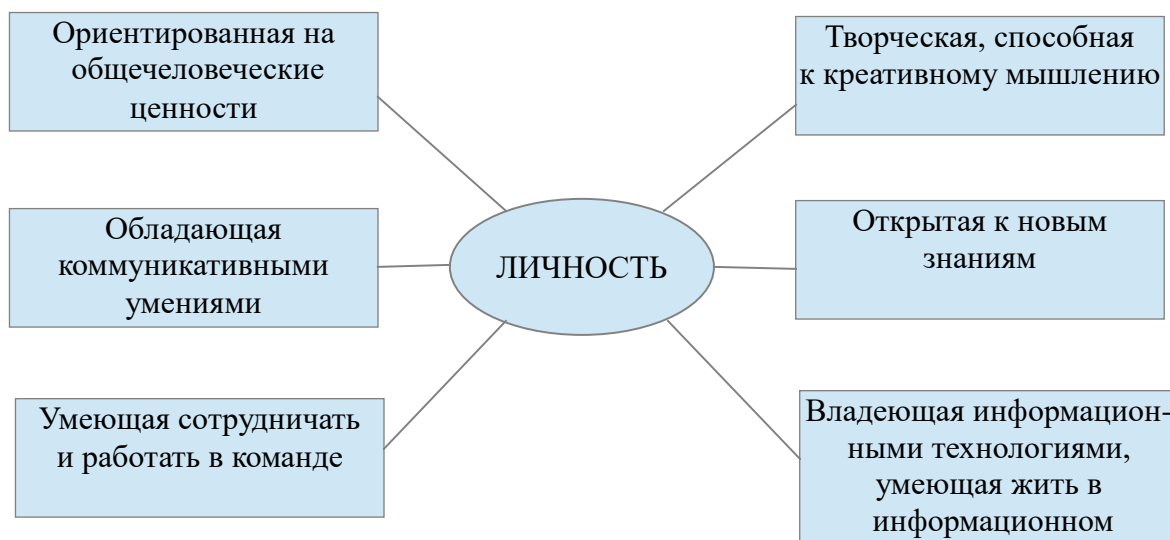 Ориентированная на
общечеловеческие
ценности
Творческая, способная
к креативному мышлению
Обладающая
коммуникативными
умениями
ЛИЧНОСТЬ
Открытая к новым
знаниям
Умеющая сотрудничать
и работать в команде
Владеющая информацион-
ными технологиями,
умеющая жить в
информационном